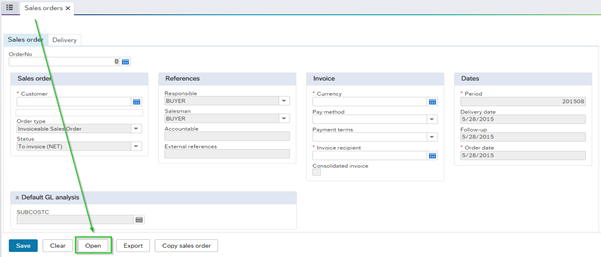 Sales orders ×
Sales order Delivery
OrderNo
0
Sales order References Invoice Dates
* Customer
Responsible
BUYER
* Currency
* Period
201508
Order type
Invoiceable Sales Order
Salesman
BUYER
Pay method
Delivery date
5/28/2015
Status
To invoice (NET)
Accountable
Payment terms
Follow-up
5/28/2015
External references
* Invoice recipient
* Order date
5/28/2015
Consolidated invoice
Default GL analysis
SUBCOSTC
Save Clear Open Export Copy sales order